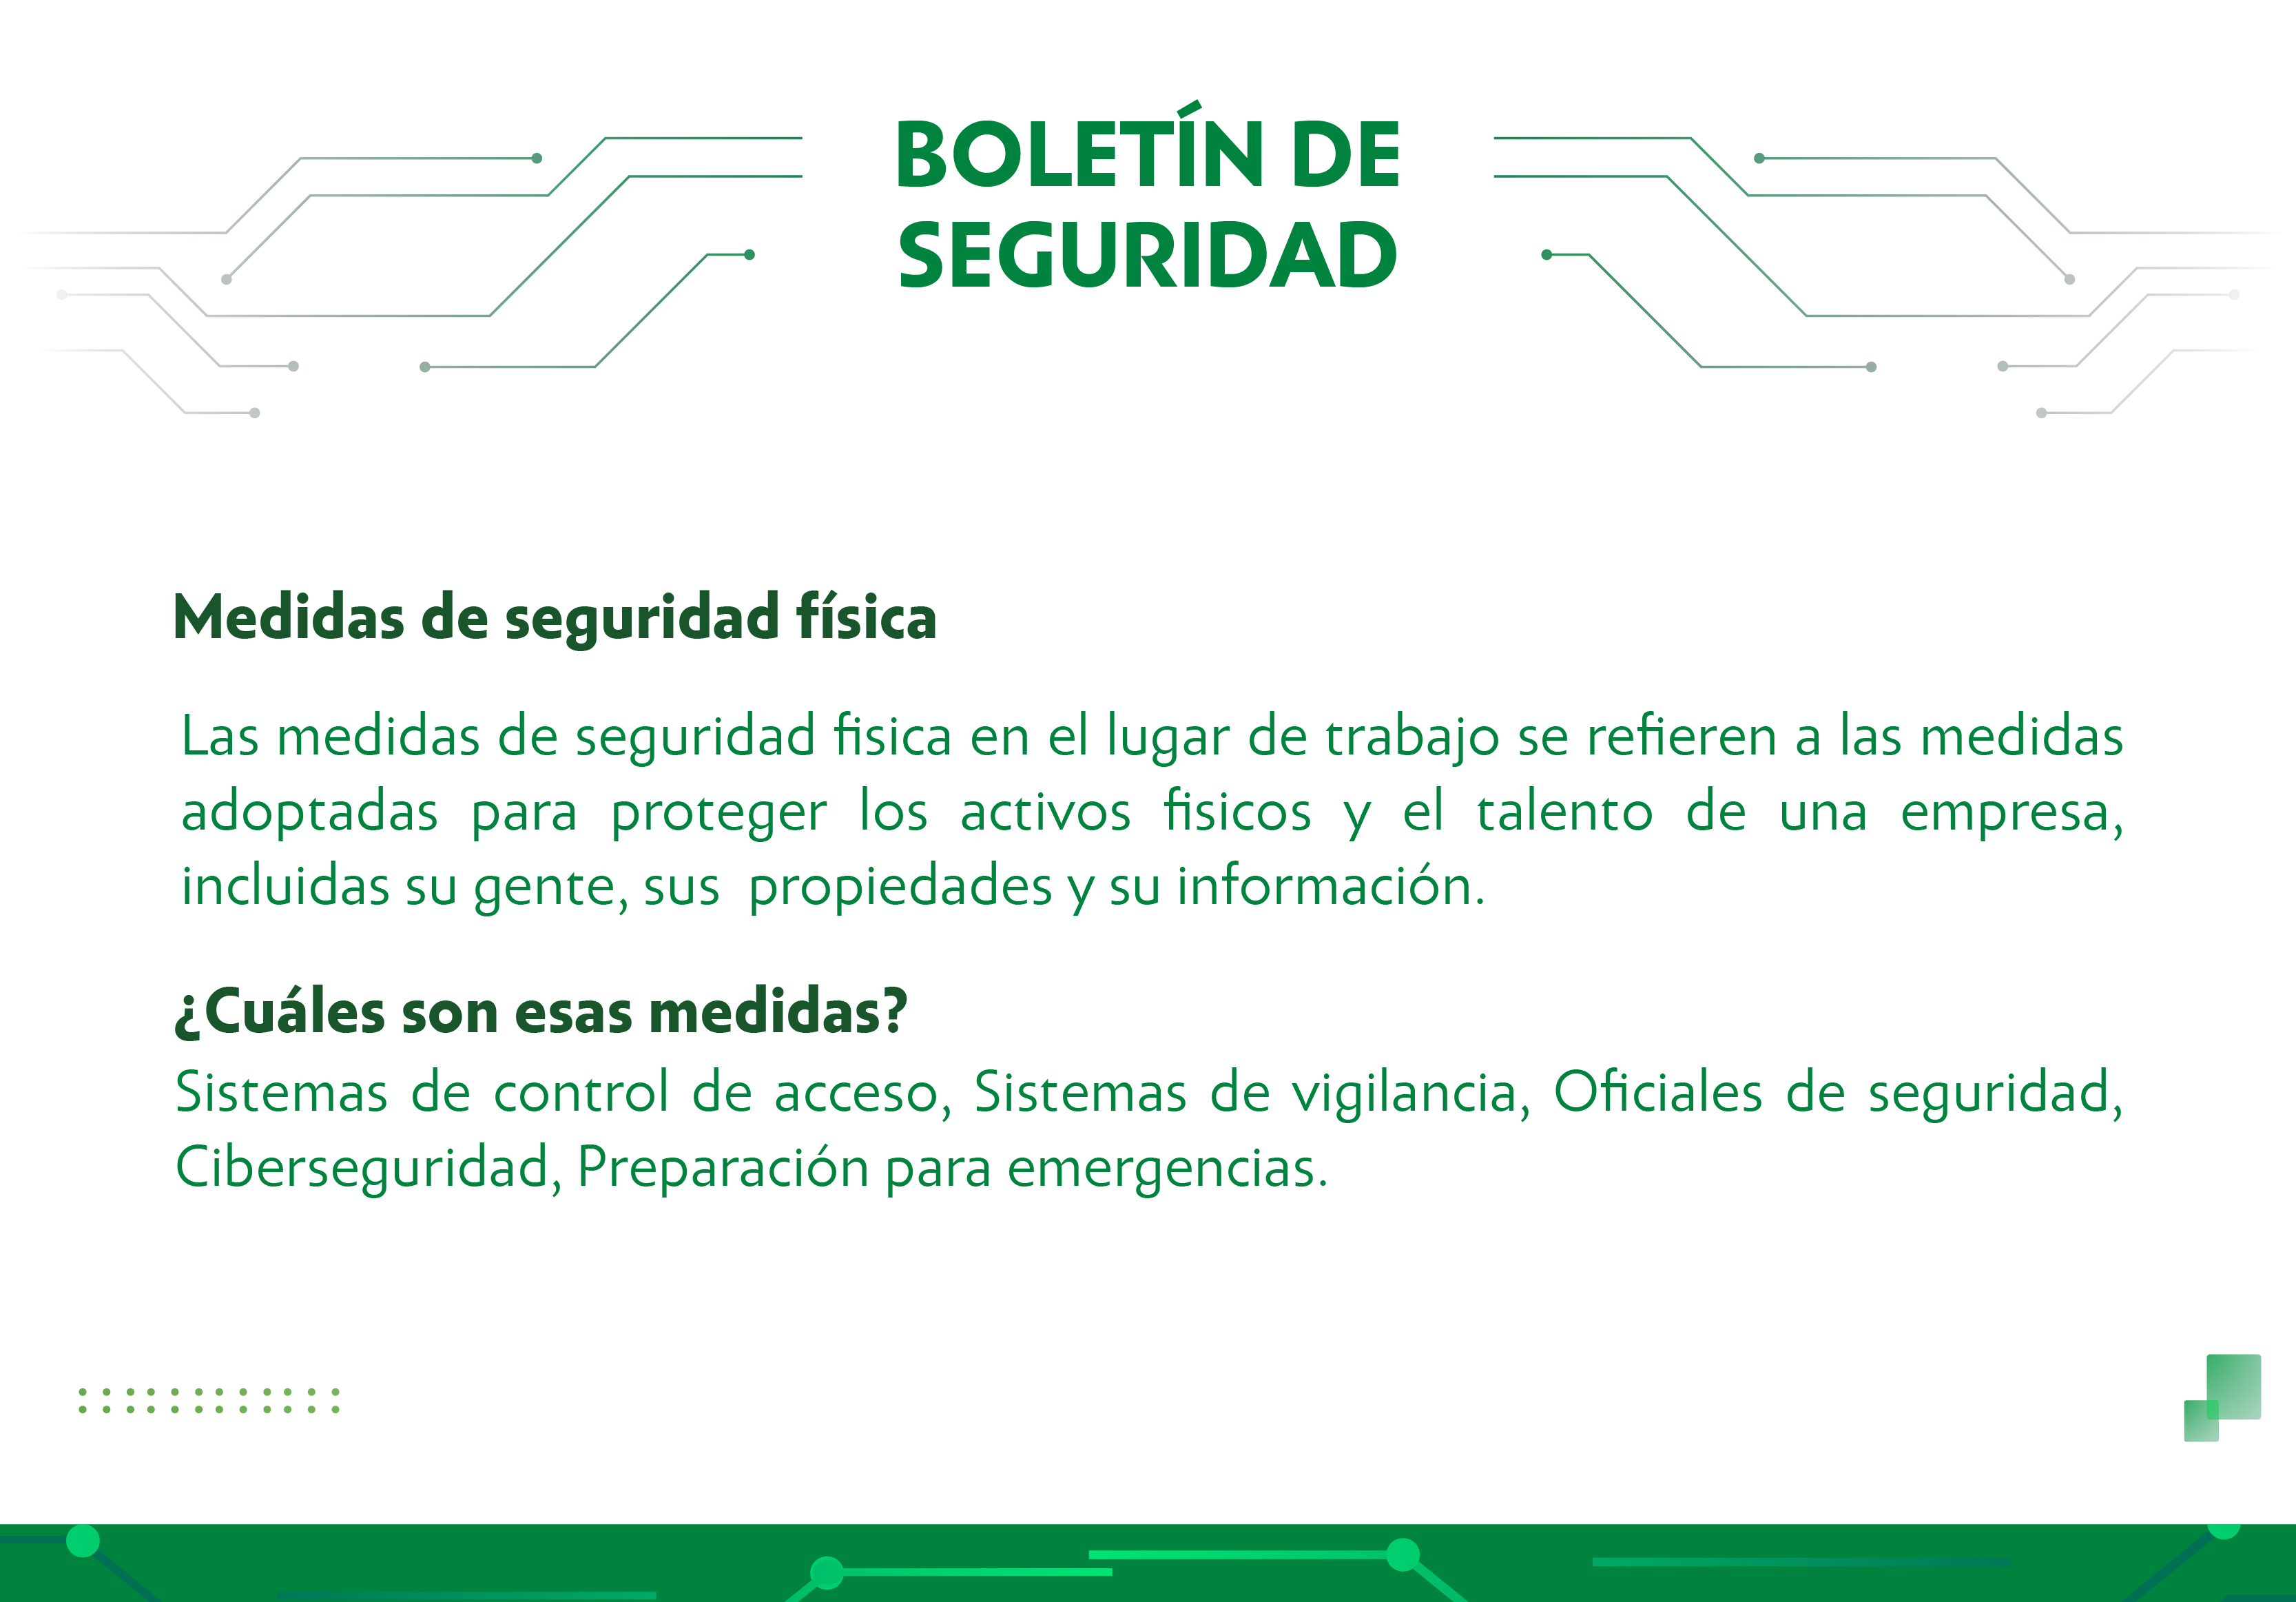 BOLETÍN DE
SEGURIDAD
Medidas de seguridad física
Las medidas de seguridad fisica en el lugar de trabajo se refieren a las medidas
adoptadas para proteger los activos fisicos y el talento de una empresa,
incluidas su gente, sus propiedades y su información.
¿Cuáles son esas medidas?
Sistemas de control de acceso, Sistemas de vigilancia, Oficiales de seguridad,
Ciberseguridad, Preparación para emergencias.